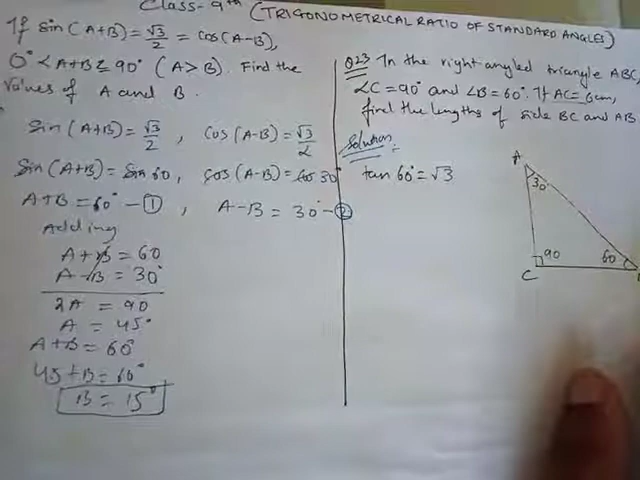 Class-9th (TRIGONOMETRICAL RATIO OF STANDARD ANGLES)
If sin(A+B) = √3/2 = cos(A-B),
0° < A+B ≤ 90° (A>B). Find the
values of A and B.
sin(A+B) = √3/2, cos(A-B) = √3/2
sin(A+B) = sin 60, cos(A-B) = cos 30°
A+B = 60° - ①, A-B = 30° - ②
Adding
A+B = 60
A-B = 30°
2A = 90
A = 45°
A+B = 60°
45+B = 60°
B = 15°
Q23 In the right angled triangle ABC,
∠C = 90° and ∠B = 60°. If AC = 6cm,
find the lengths of side BC and AB
Solution:
tan 60° = √3
A
30°
90
60
C